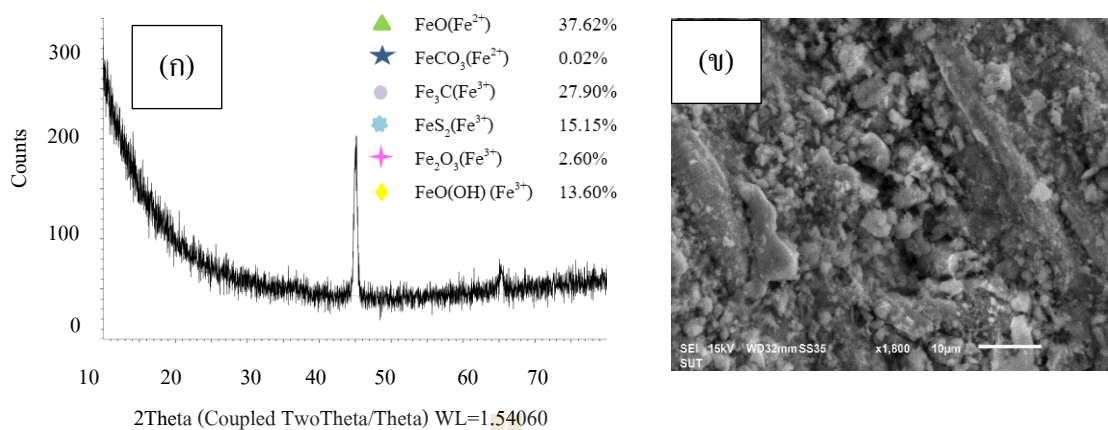 (ก)
300
200
100
0
Counts
FeO(Fe²⁺) 37.62%
FeCO₃(Fe²⁺) 0.02%
Fe₃C(Fe³⁺) 27.90%
FeS₂(Fe³⁺) 15.15%
Fe₂O₃(Fe³⁺) 2.60%
FeO(OH) (Fe³⁺) 13.60%
10 20 30 40 50 60 70
2Theta (Coupled TwoTheta/Theta) WL=1.54060
(ข)
SEI 15kV WD32mm SS35 x1,800 10μm
SUT